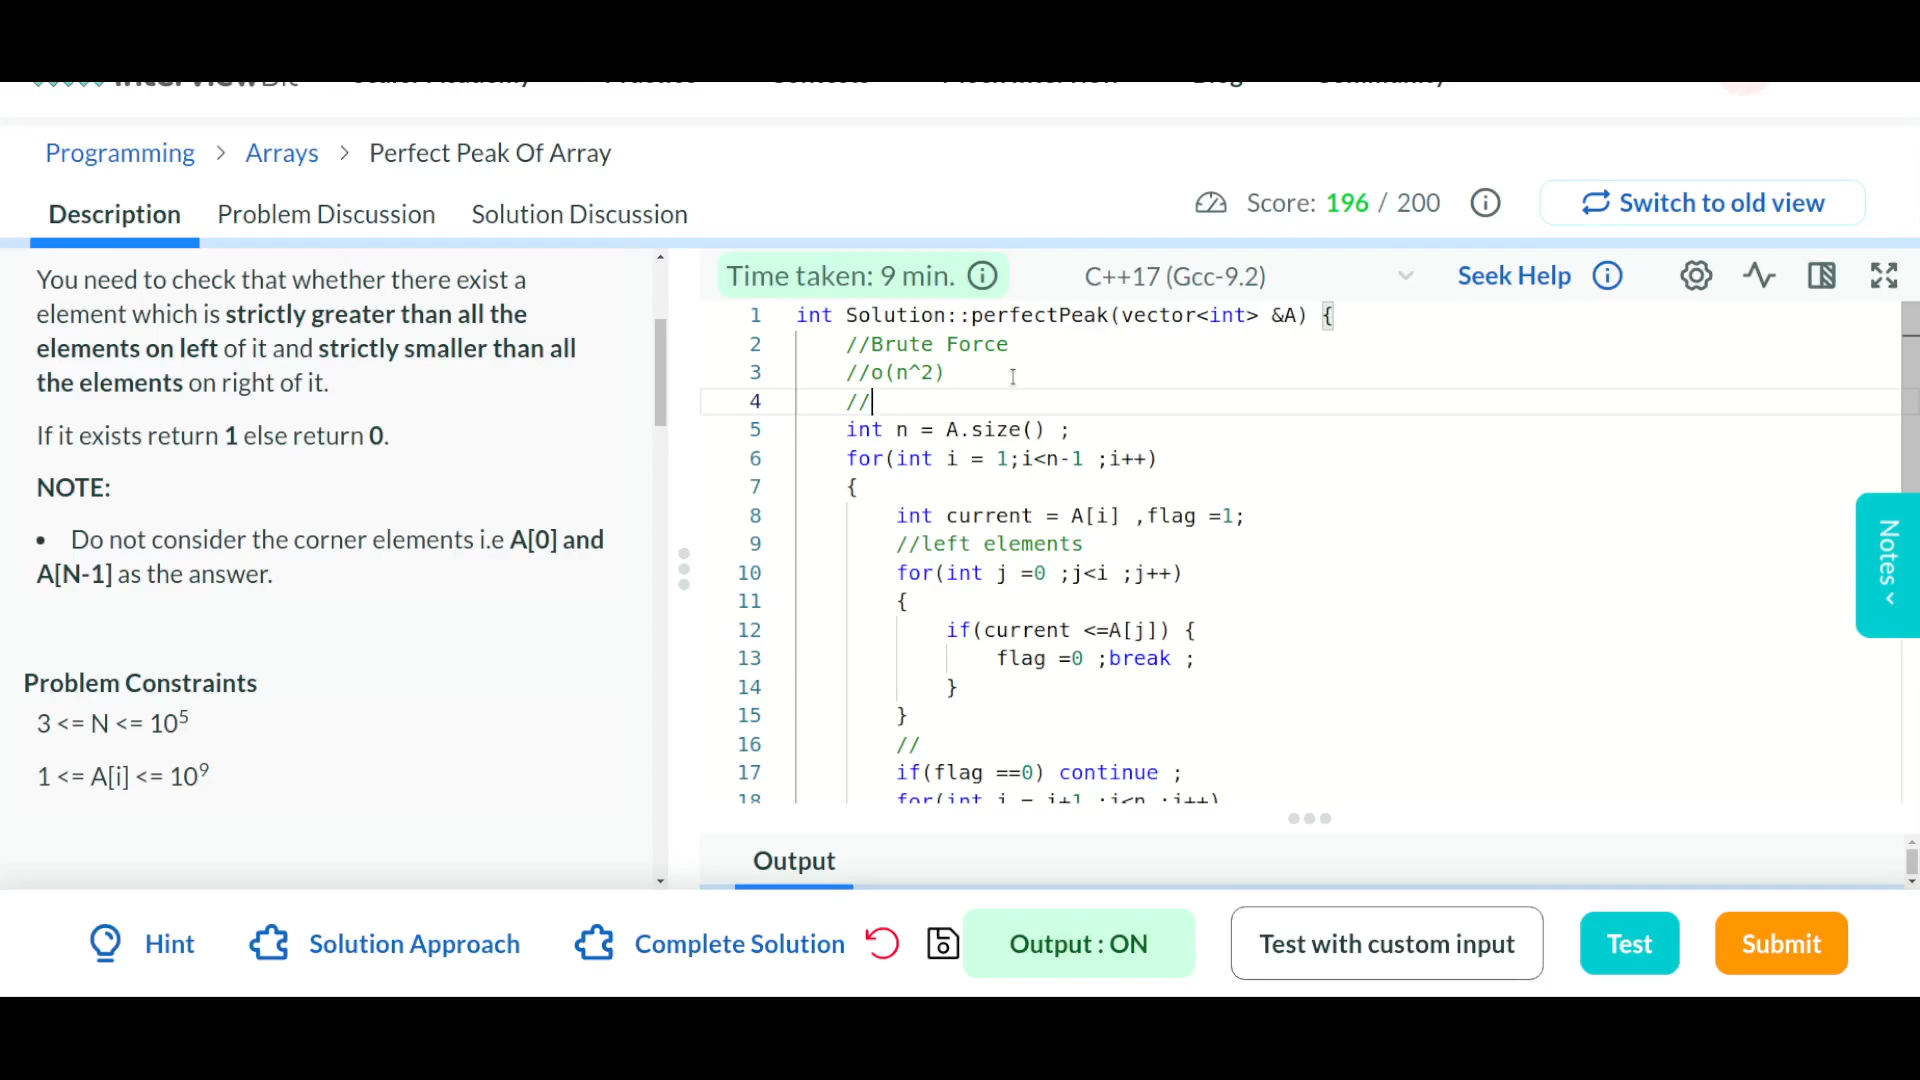 Programming > Arrays > Perfect Peak Of Array
Description Problem Discussion Solution Discussion
Score: 196 / 200
Switch to old view
You need to check that whether there exist a
element which is strictly greater than all the
elements on left of it and strictly smaller than all
the elements on right of it.
If it exists return 1 else return 0.
NOTE:
• Do not consider the corner elements i.e A[0] and
A[N-1] as the answer.
Problem Constraints
3 <= N <= 10⁵
1 <= A[i] <= 10⁹
Time taken: 9 min. C++17 (Gcc-9.2) Seek Help
1 int Solution::perfectPeak(vector<int> &A) {
2 //Brute Force
3 //o(n^2)
4 //
5 int n = A.size() ;
6 for(int i = 1;i<n-1 ;i++)
7 {
8 int current = A[i] ,flag =1;
9 //left elements
10 for(int j =0 ;j<i ;j++)
11 {
12 if(current <=A[j]) {
13 flag =0 ;break ;
14 }
15 }
16 //
17 if(flag ==0) continue ;
18 for(int j = i+1 ;j<n ;j++)
Notes
Output
Hint Solution Approach Complete Solution Output : ON Test with custom input Test Submit